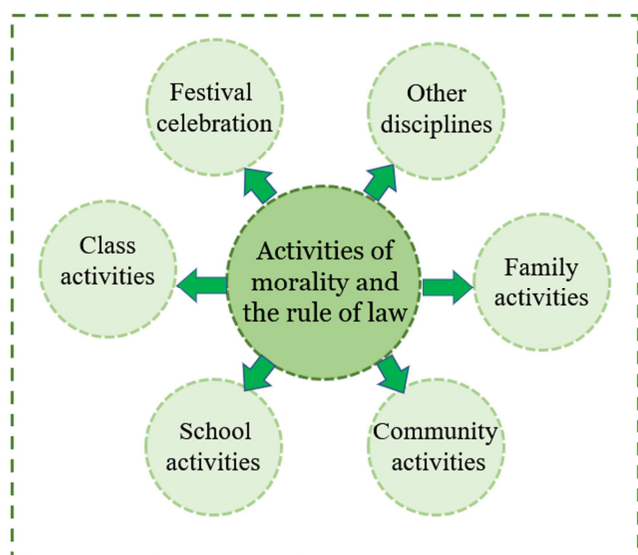 Festival
celebration
Other
disciplines
Class
activities
Activities of
morality and
the rule of law
Family
activities
School
activities
Community
activities